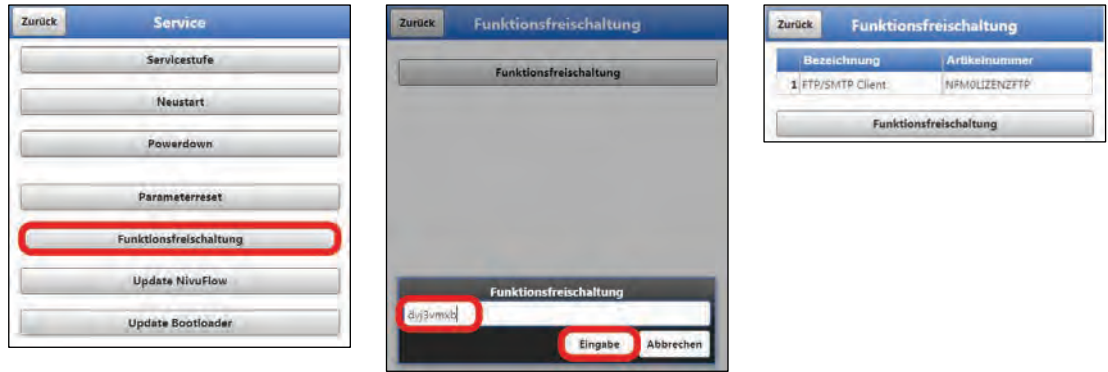 Zurück Service
Servicestufe
Neustart
Powerdown
Parameterreset
Funktionsfreischaltung
Update NivuFlow
Update Bootloader
Zurück Funktionsfreischaltung
Funktionsfreischaltung
Funktionsfreischaltung
dvj3vmxb
Eingabe Abbrechen
Zurück Funktionsfreischaltung
Bezeichnung Artikelnummer
1 FTP/SMTP Client NFM0LIZENZFTP
Funktionsfreischaltung